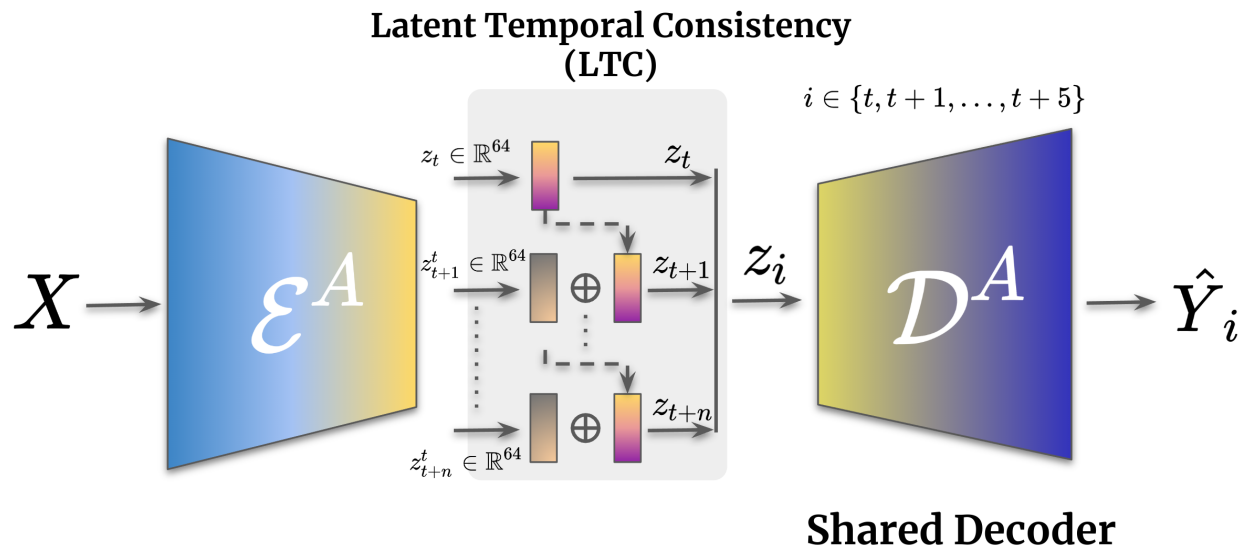 Latent Temporal Consistency
(LTC)
i ∈ {t, t + 1, . . . , t + 5}
z_t ∈ ℝ^64
z_t
z^t_{t+1} ∈ ℝ^64
⊕
z_{t+1}
z_i
X
ℰ^A
𝒟^A
Ŷ_i
⊕
z_{t+n}
z^t_{t+n} ∈ ℝ^64
Shared Decoder